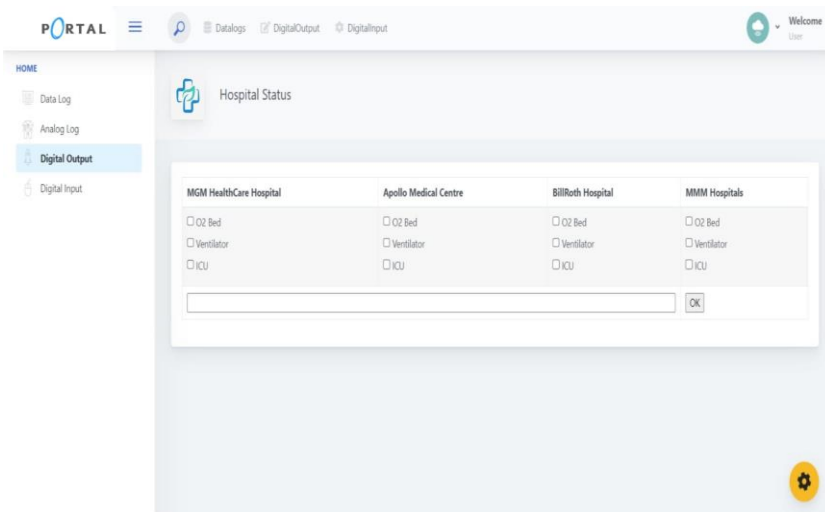 PORTAL
Datalogs DigitalOutput DigitalInput
Welcome
User
HOME
Data Log
Analog Log
Digital Output
Digital Input
Hospital Status
MGM HealthCare Hospital Apollo Medical Centre BillRoth Hospital MMM Hospitals
O2 Bed O2 Bed O2 Bed O2 Bed
Ventilator Ventilator Ventilator Ventilator
ICU ICU ICU ICU
OK